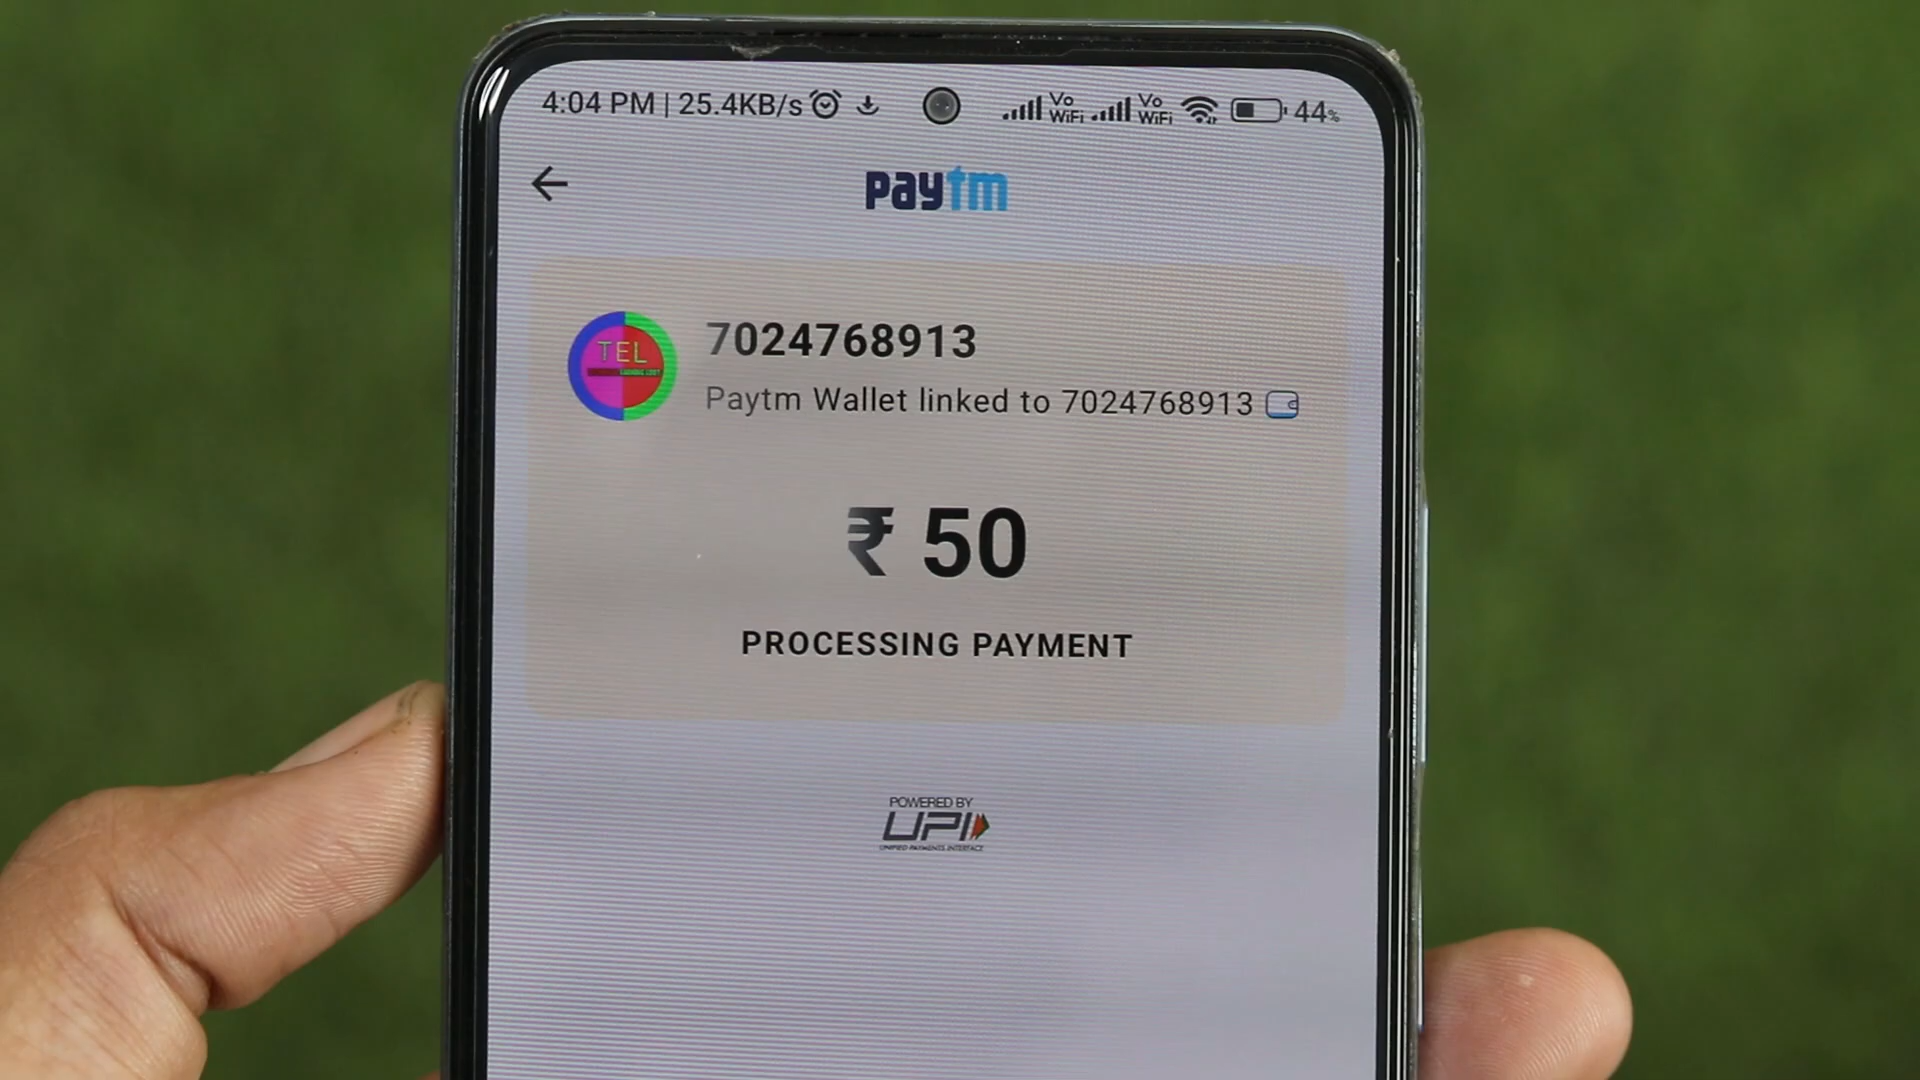 4:04 PM | 25.4KB/s Vo WiFi Vo WiFi 44%
paytm
TEL
7024768913
Paytm Wallet linked to 7024768913
₹ 50
PROCESSING PAYMENT
POWERED BY
UPI
UNIFIED PAYMENTS INTERFACE